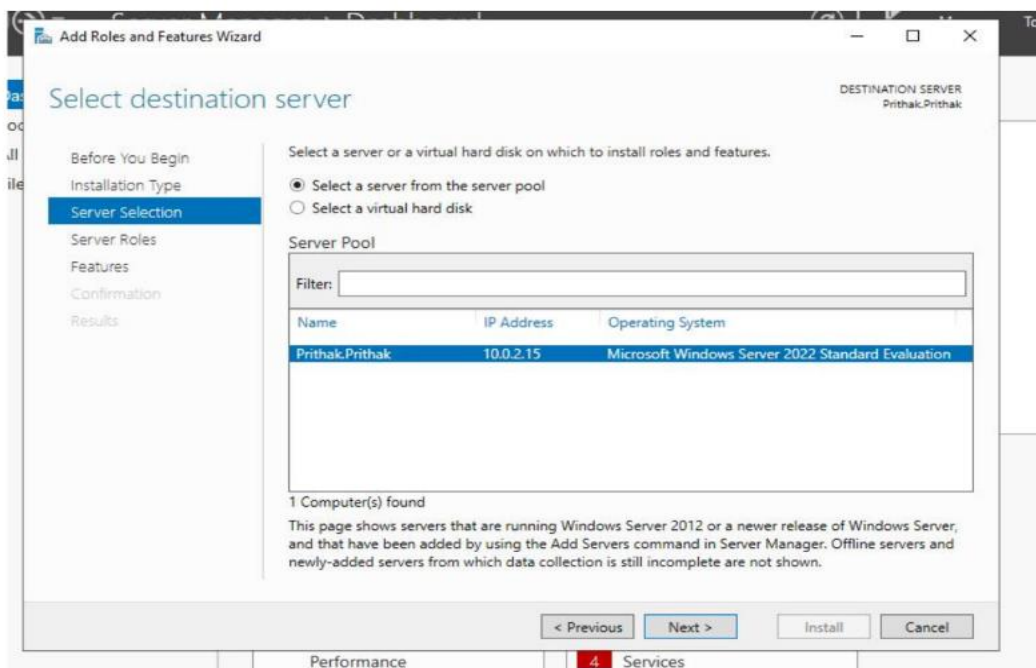 Server Manager • Dashboard
Add Roles and Features Wizard
Select destination server
DESTINATION SERVER
Prithak.Prithak
Before You Begin
Installation Type
Server Selection
Server Roles
Features
Confirmation
Results
Select a server or a virtual hard disk on which to install roles and features.
Select a server from the server pool
Select a virtual hard disk
Server Pool
Filter:
Name IP Address Operating System
Prithak.Prithak 10.0.2.15 Microsoft Windows Server 2022 Standard Evaluation
1 Computer(s) found
This page shows servers that are running Windows Server 2012 or a newer release of Windows Server,
and that have been added by using the Add Servers command in Server Manager. Offline servers and
newly-added servers from which data collection is still incomplete are not shown.
< Previous Next > Install Cancel
Performance 4 Services